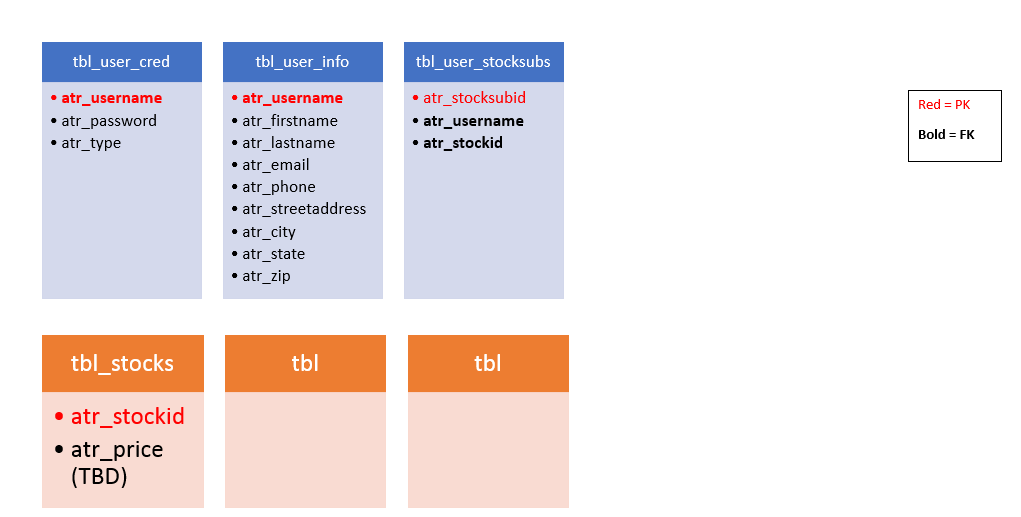 tbl_user_cred
• atr_username
• atr_password
• atr_type
tbl_user_info
• atr_username
• atr_firstname
• atr_lastname
• atr_email
• atr_phone
• atr_streetaddress
• atr_city
• atr_state
• atr_zip
tbl_user_stocksubs
• atr_stocksubid
• atr_username
• atr_stockid
Red = PK
Bold = FK
tbl_stocks
• atr_stockid
• atr_price
(TBD)
tbl
tbl